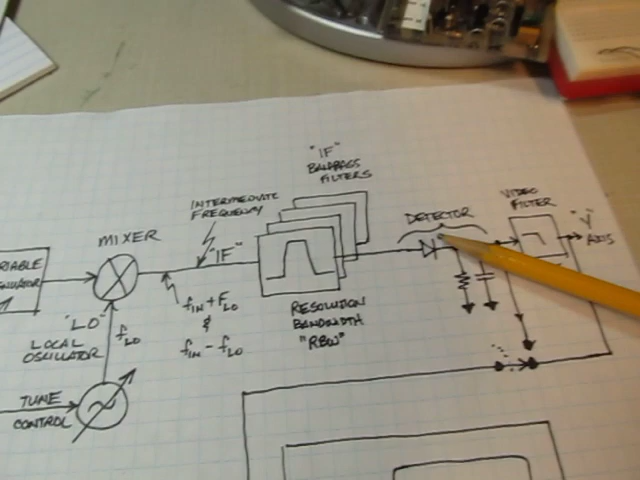 "IF"
BANDPASS
FILTERS
INTERMEDIATE
FREQUENCY
VIDEO
FILTER
DETECTOR
"Y"
AXIS
MIXER
"IF"
RIABLE
"LO"
LOCAL
OSCILLATOR
fLO
fIN + FLO
&
fIN - fLO
RESOLUTION
BANDWIDTH
"RBW"
TUNE
CONTROL